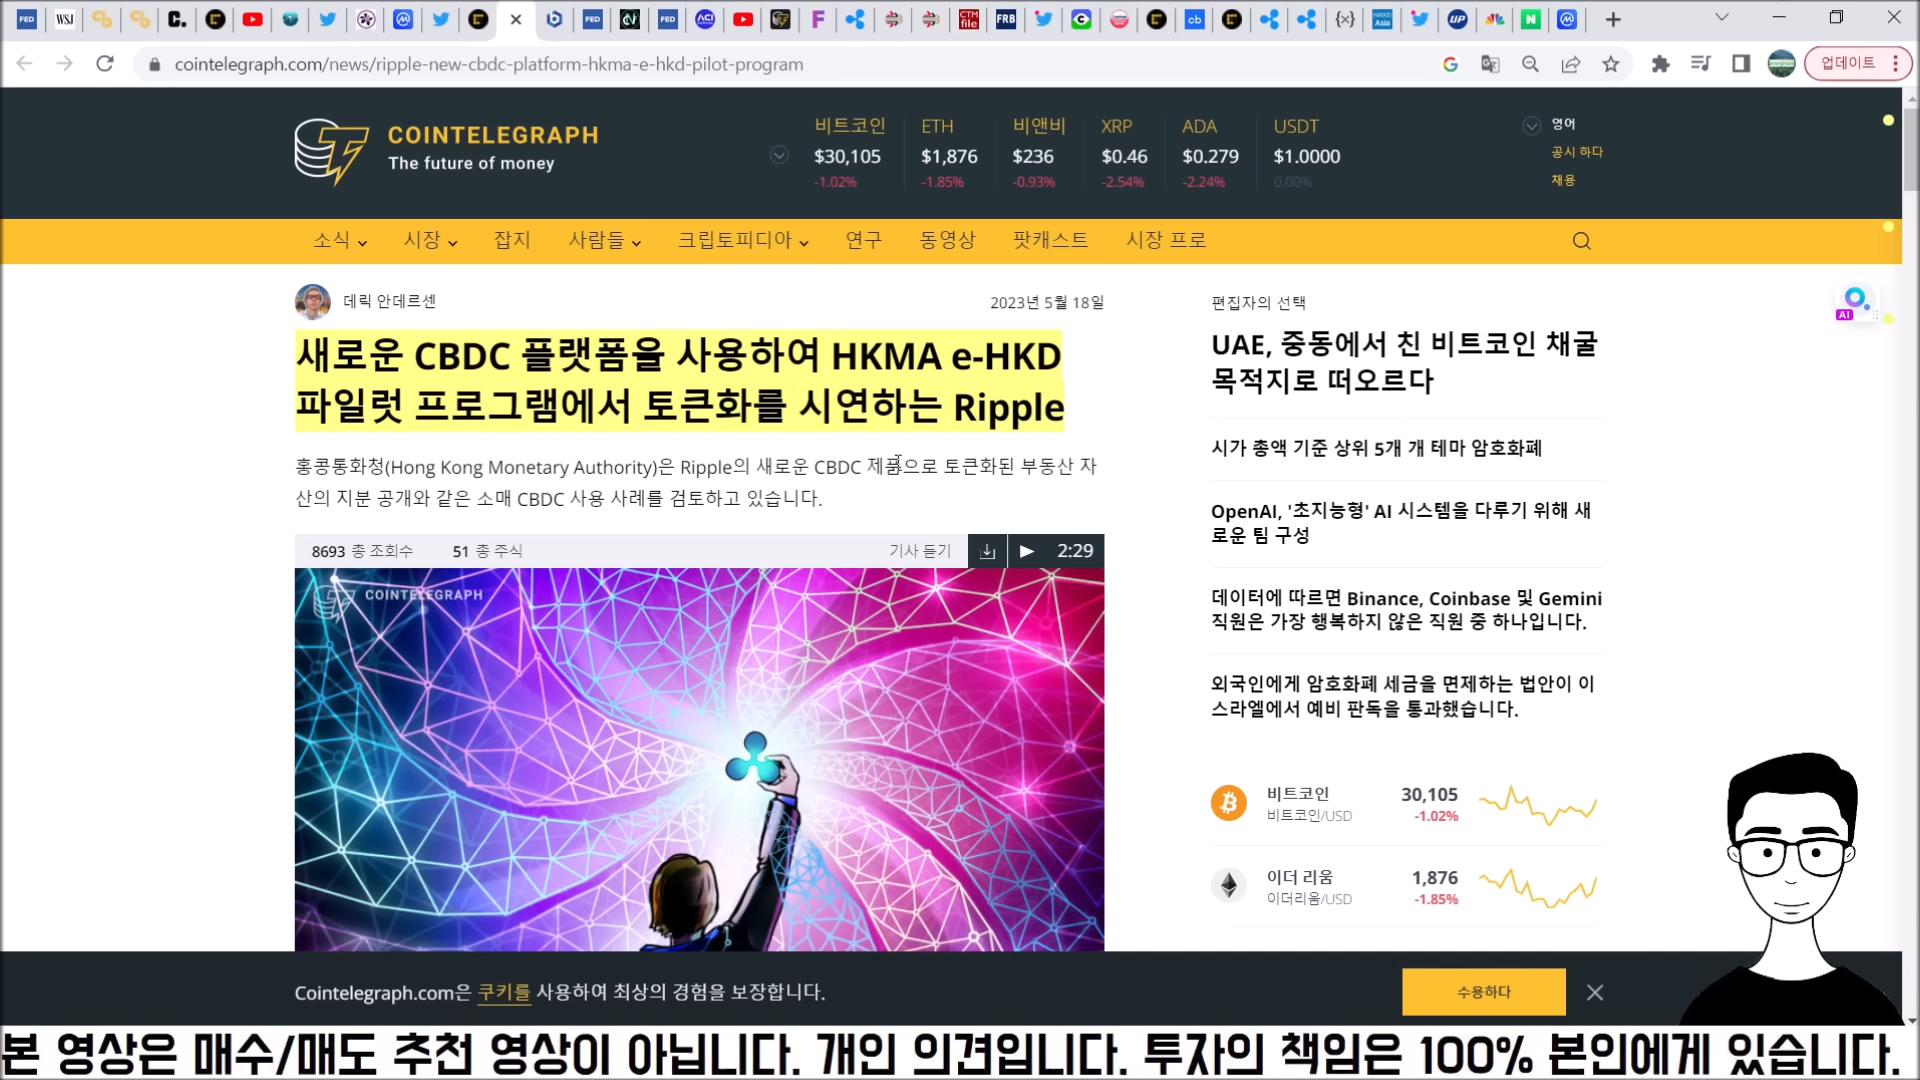 FED
WSJ
FED
FED
ACI
F
CTM
file
FRB
cb
{x}
NIKKEI
Asia
UP
N
cointelegraph.com/news/ripple-new-cbdc-platform-hkma-e-hkd-pilot-program
업데이트
COINTELEGRAPH
The future of money
비트코인
$30,105
-1.02%
ETH
$1,876
-1.85%
비앤비
$236
-0.93%
XRP
$0.46
-2.54%
ADA
$0.279
-2.24%
USDT
$1.0000
0.00%
영어
공시 하다
채용
소식 시장 잡지 사람들 크립토피디아 연구 동영상 팟캐스트 시장 프로
데릭 안데르센
2023년 5월 18일
새로운 CBDC 플랫폼을 사용하여 HKMA e-HKD
파일럿 프로그램에서 토큰화를 시연하는 Ripple
홍콩통화청(Hong Kong Monetary Authority)은 Ripple의 새로운 CBDC 제품으로 토큰화된 부동산 자
산의 지분 공개와 같은 소매 CBDC 사용 사례를 검토하고 있습니다.
8693 총 조회수 51 총 주식 기사 듣기 2:29
COINTELEGRAPH
편집자의 선택
UAE, 중동에서 친 비트코인 채굴
목적지로 떠오르다
시가 총액 기준 상위 5개 개 테마 암호화폐
OpenAI, '초지능형' AI 시스템을 다루기 위해 새
로운 팀 구성
데이터에 따르면 Binance, Coinbase 및 Gemini
직원은 가장 행복하지 않은 직원 중 하나입니다.
외국인에게 암호화폐 세금을 면제하는 법안이 이
스라엘에서 예비 판독을 통과했습니다.
비트코인 30,105
비트코인/USD -1.02%
이더 리움 1,876
이더리움/USD -1.85%
AI
Cointelegraph.com은 쿠키를 사용하여 최상의 경험을 보장합니다.
수용하다
본 영상은 매수/매도 추천 영상이 아닙니다. 개인 의견입니다. 투자의 책임은 100% 본인에게 있습니다.